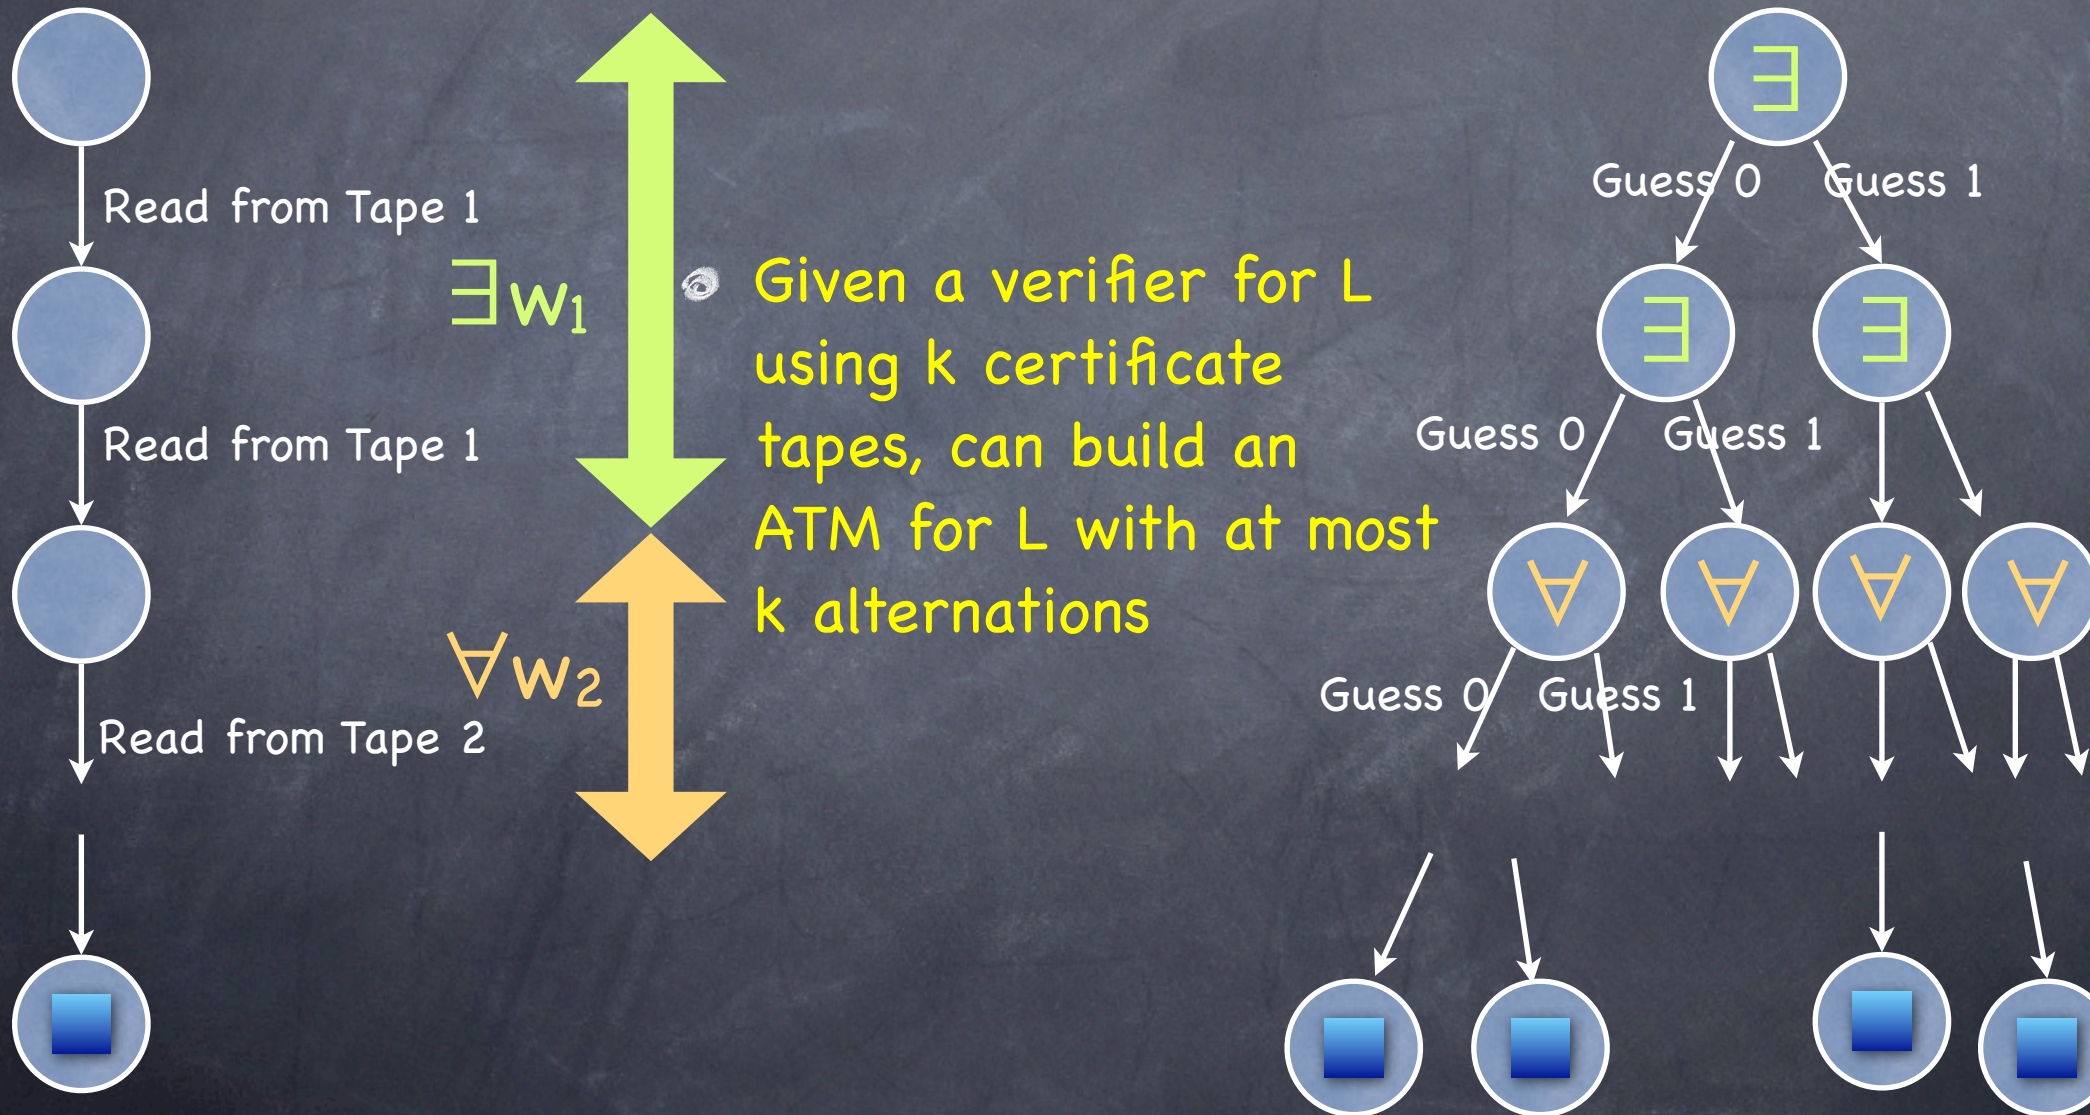 Read from Tape 1
Read from Tape 1
Read from Tape 2
∃w₁
∀w₂
Given a verifier for L
using k certificate
tapes, can build an
ATM for L with at most
k alternations
∃
Guess 0 Guess 1
∃ ∃
Guess 0 Guess 1
∀ ∀ ∀ ∀
Guess 0 Guess 1